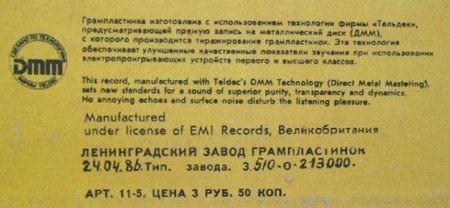 Грампластинка изготовлена с использованием технологии фирмы «Тельдек»,
предусматривающей прямую запись на металлический диск (ДММ),
с которого производится тиражирование грампластинок. Эта технология
обеспечивает улучшенные качественные показатели звучания при использовании
электропроигрывающих устройств первого и высшего классов.
DMM
This record, manufactured with Teldec's DMM Technology (Direct Metal Mastering),
sets new standards for a sound of superior purity, transparency and dynamics.
No annoying echoes and surface noise disturb the listening pleasure.
Manufactured
under license of EMI Records, Великобритания
ЛЕНИНГРАДСКИЙ ЗАВОД ГРАМПЛАСТИНОК
24.04.86. Тип. завода. З. 510-0-213000.
АРТ. 11-5. ЦЕНА 3 РУБ. 50 КОП.